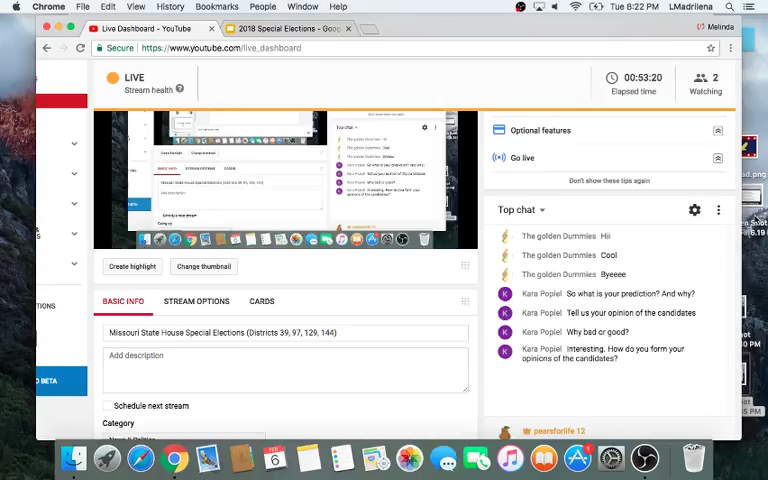 Chrome File Edit View History Bookmarks People Window Help
Tue 8:22 PM LMadrilena
Live Dashboard - YouTube
2018 Special Elections - Goo
Melinda
Secure https://www.youtube.com/live_dashboard
LIVE
Stream health
00:53:20
Elapsed time
2
Watching
Optional features
Go live
Don't show these tips again
Top chat
The golden Dummies Hii
The golden Dummies Cool
The golden Dummies Byeeee
Kara Popiel So what is your prediction? And why?
Kara Popiel Tell us your opinion of the candidates
Kara Popiel Why bad or good?
Kara Popiel Interesting. How do you form your
opinions of the candidates?
pearsforlife 12
Create highlight
Change thumbnail
BASIC INFO
STREAM OPTIONS
CARDS
Missouri State House Special Elections (Districts 39, 97, 129, 144)
Add description
Schedule next stream
Category
TIONS
O BETA
FEB
6